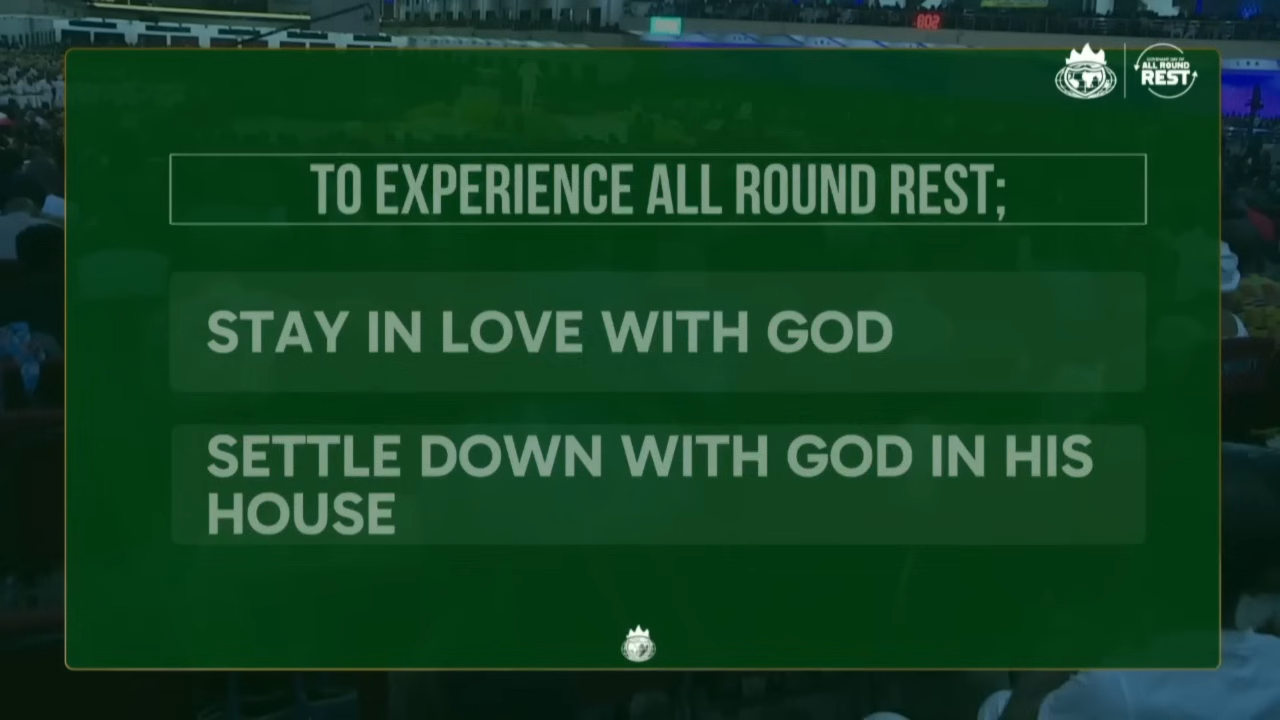 802
ALL ROUND
REST
TO EXPERIENCE ALL ROUND REST;
STAY IN LOVE WITH GOD
SETTLE DOWN WITH GOD IN HIS
HOUSE